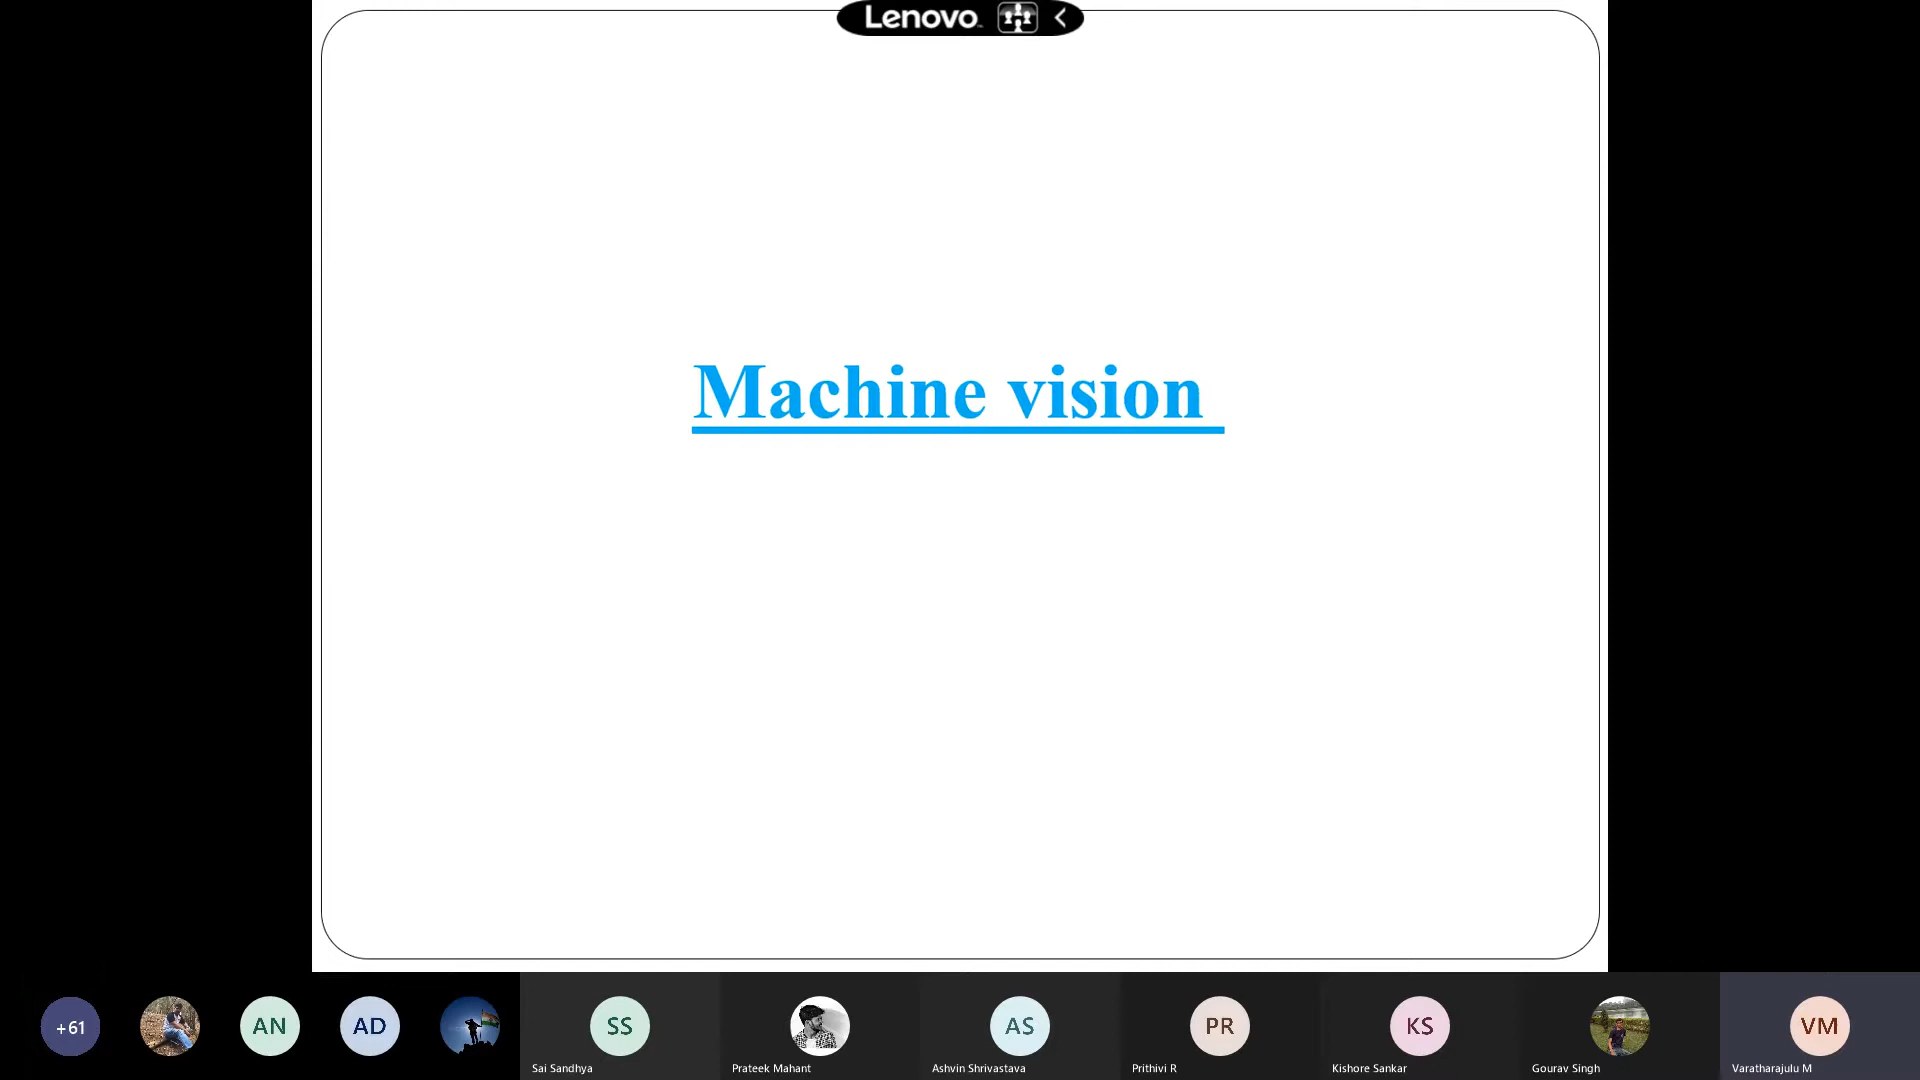 Lenovo
Machine vision
+61
AN
AD
SS
AS
PR
KS
VM
Sai Sandhya
Prateek Mahant
Ashvin Shrivastava
Prithivi R
Kishore Sankar
Gourav Singh
Varatharajulu M